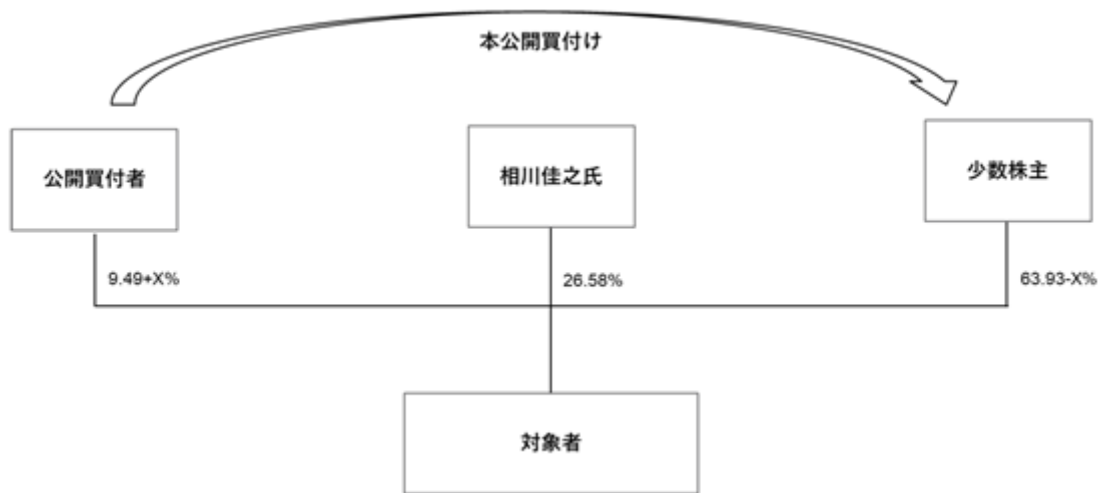 本公開買付け
公開買付者
相川佳之氏
少数株主
9.49+X%
26.58%
63.93-X%
対象者